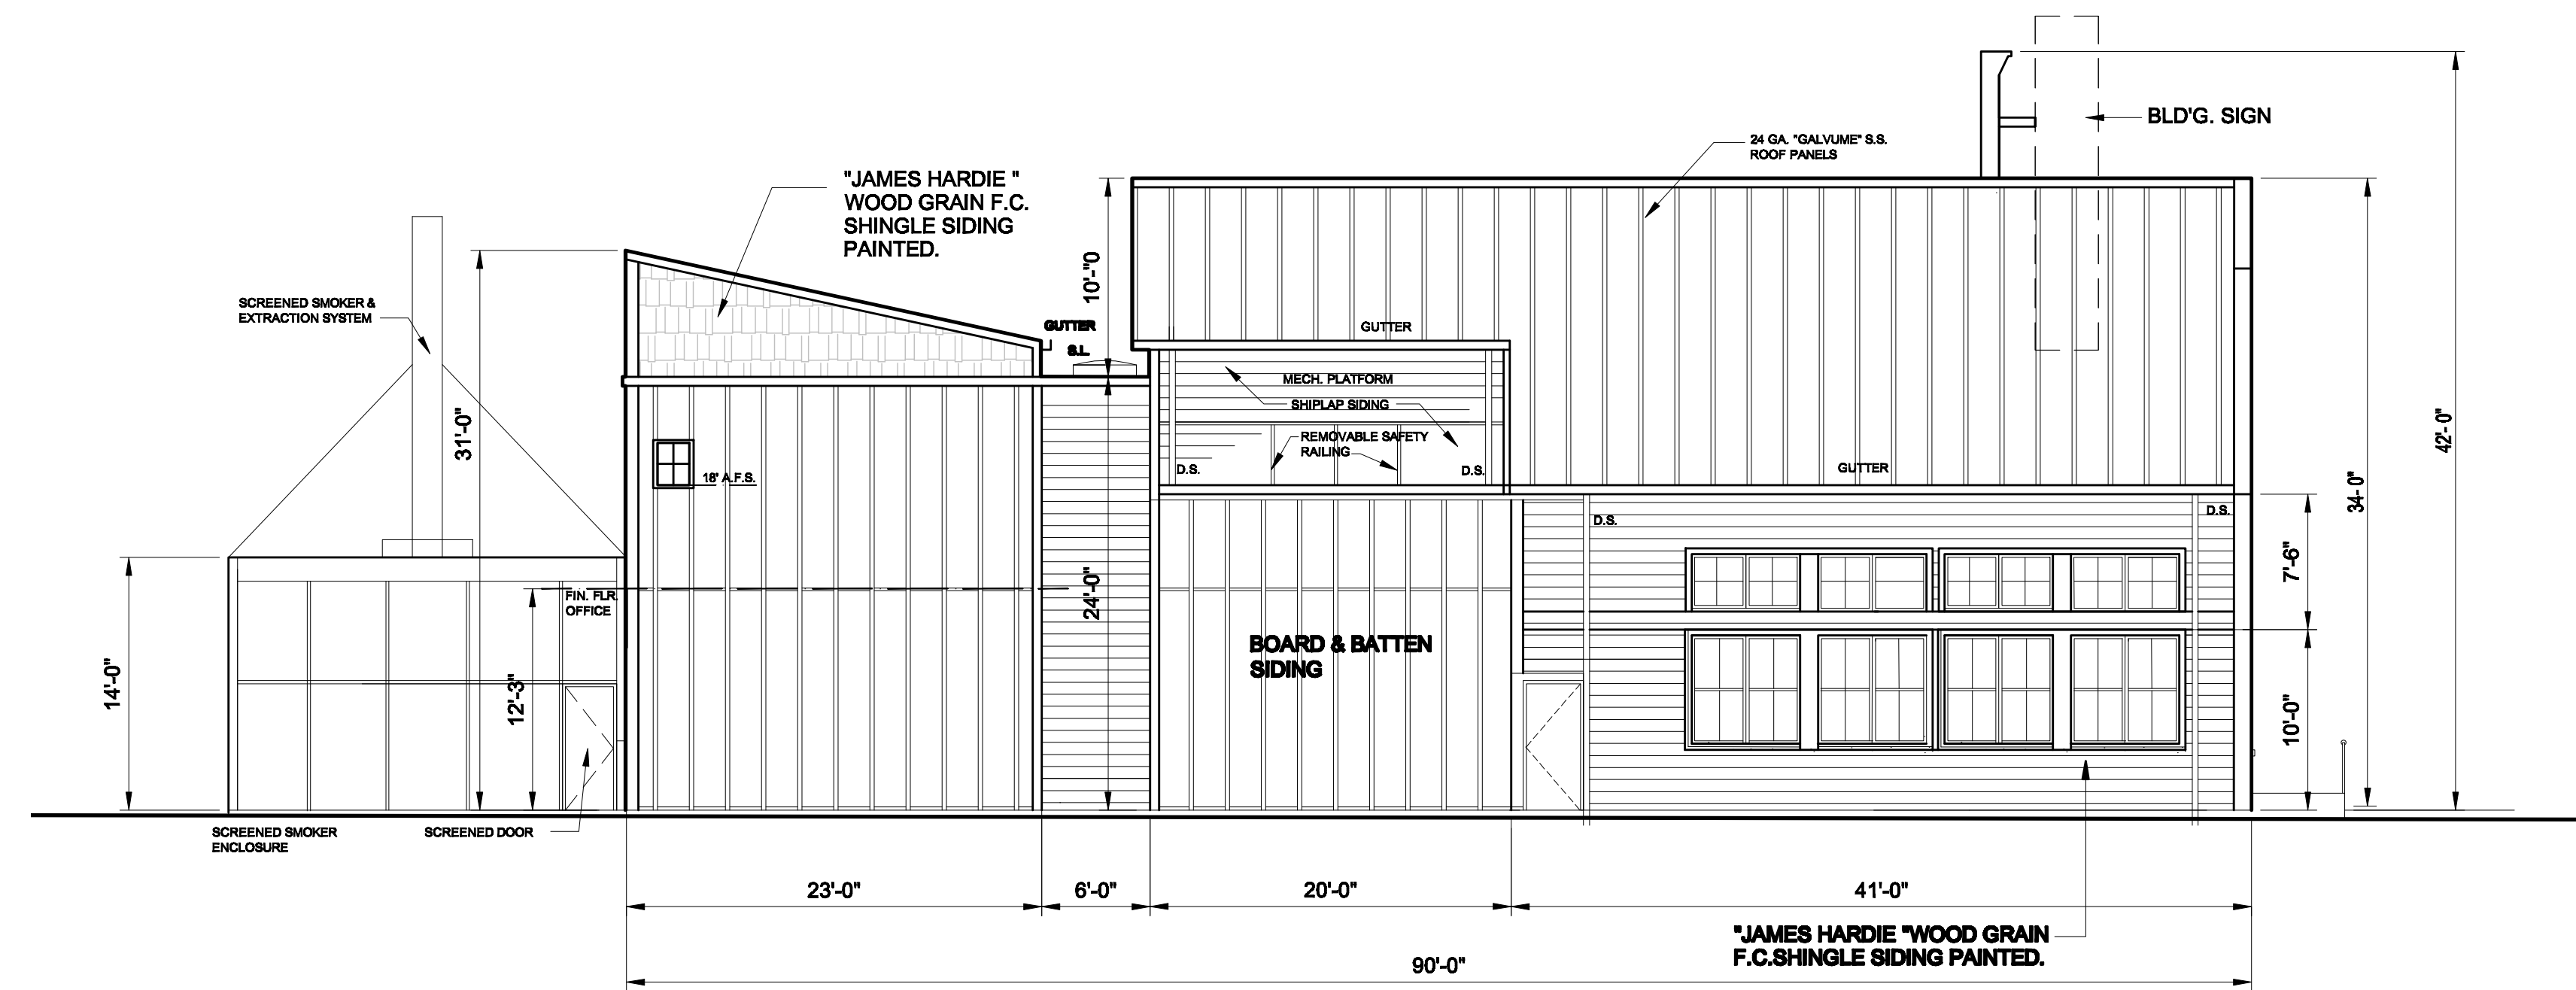 BLD'G. SIGN
24 GA. "GALVUME" S.S.
ROOF PANELS
"JAMES HARDIE "
WOOD GRAIN F.C.
SHINGLE SIDING
PAINTED.
SCREENED SMOKER &
EXTRACTION SYSTEM
10'-"0
GUTTER
S.L.
GUTTER
MECH. PLATFORM
SHIPLAP SIDING
REMOVABLE SAFETY
RAILING
D.S.
D.S.
GUTTER
31'-0"
42'- 0"
34- 0"
18' A.F.S.
D.S.
D.S.
7'-6"
FIN. FLR.
OFFICE
24'-0"
BOARD & BATTEN
SIDING
14'-0"
12'-3"
10'-0"
SCREENED SMOKER
ENCLOSURE
SCREENED DOOR
23'-0"
6'-0"
20'-0"
41'-0"
"JAMES HARDIE "WOOD GRAIN
F.C.SHINGLE SIDING PAINTED.
90'-0"